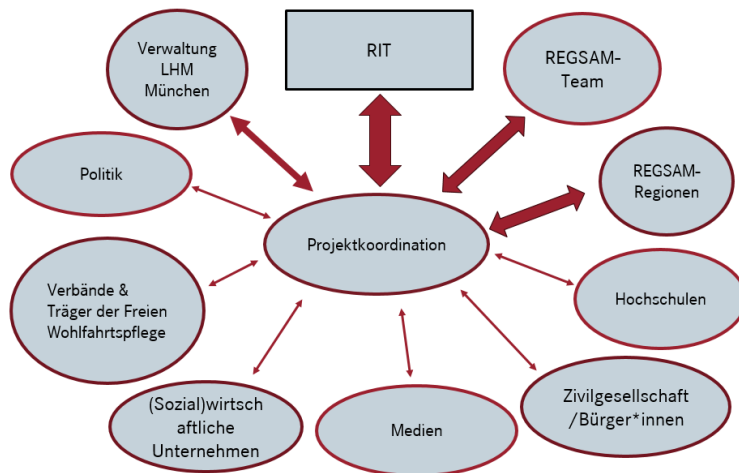 Verwaltung
LHM
München
RIT
REGSAM-
Team
Politik
REGSAM-
Regionen
Projektkoordination
Verbände &
Träger der Freien
Wohlfahrtspflege
Hochschulen
(Sozial)wirtsch
aftliche
Unternehmen
Medien
Zivilgesellschaft
/Bürger*innen